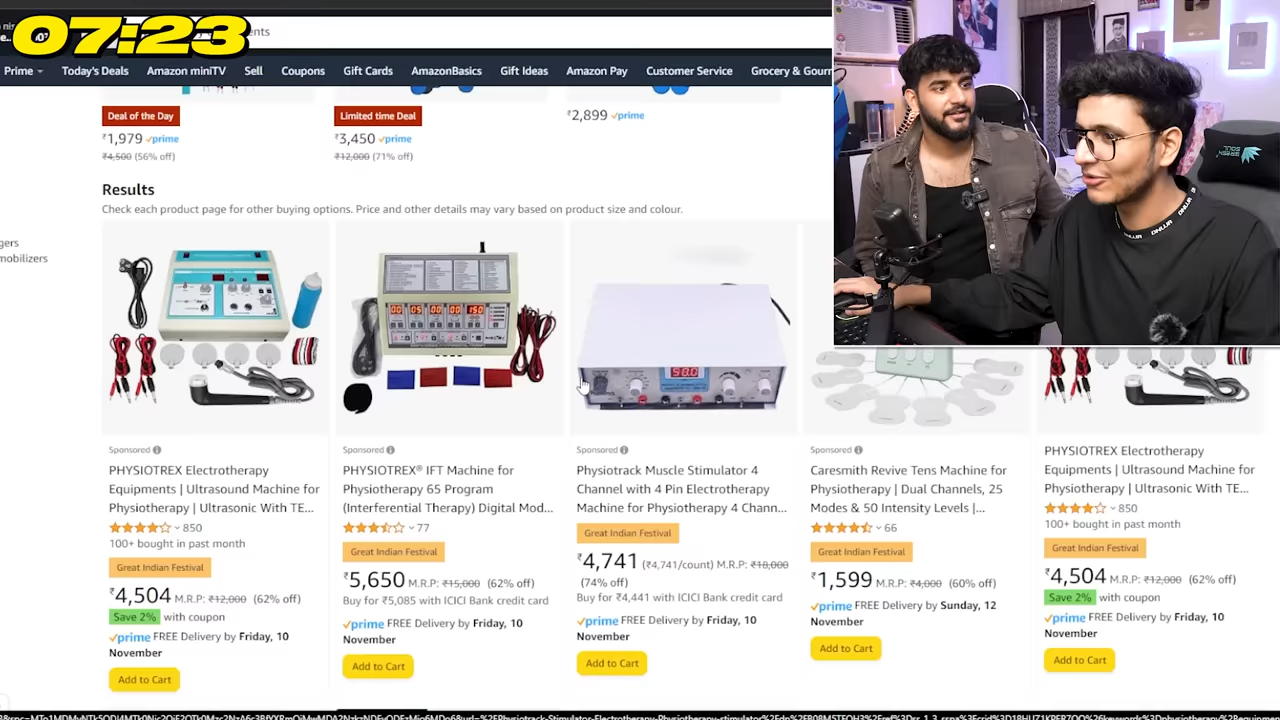 07:23
ents
Prime
Today's Deals
Amazon miniTV
Sell
Coupons
Gift Cards
AmazonBasics
Gift Ideas
Amazon Pay
Customer Service
Grocery & Gourm
Deal of the Day
Limited time Deal
₹1,979 prime
₹3,450 prime
₹2,899 prime
₹4,500 (56% off)
₹12,000 (71% off)
Results
Check each product page for other buying options. Price and other details may vary based on product size and colour.
gers
mobilizers
Sponsored
PHYSIOTREX Electrotherapy
Equipments | Ultrasound Machine for
Physiotherapy | Ultrasonic With TE...
850
100+ bought in past month
Great Indian Festival
₹4,504 M.R.P: ₹12,000 (62% off)
Save 2% with coupon
prime FREE Delivery by Friday, 10
November
Add to Cart
Sponsored
PHYSIOTREX® IFT Machine for
Physiotherapy 65 Program
(Interferential Therapy) Digital Mod...
77
Great Indian Festival
₹5,650 M.R.P: ₹15,000 (62% off)
Buy for ₹5,085 with ICICI Bank credit card
prime FREE Delivery by Friday, 10
November
Add to Cart
58.0
Sponsored
Physiotrack Muscle Stimulator 4
Channel with 4 Pin Electrotherapy
Machine for Physiotherapy 4 Chann...
Great Indian Festival
₹4,741 (₹4,741/count) M.R.P: ₹18,000
(74% off)
Buy for ₹4,441 with ICICI Bank credit card
prime FREE Delivery by Friday, 10
November
Add to Cart
Sponsored
Caresmith Revive Tens Machine for
Physiotherapy | Dual Channels, 25
Modes & 50 Intensity Levels |...
66
Great Indian Festival
₹1,599 M.R.P: ₹4,000 (60% off)
prime FREE Delivery by Sunday, 12
November
Add to Cart
PHYSIOTREX Electrotherapy
Equipments | Ultrasound Machine for
Physiotherapy | Ultrasonic With TE...
850
100+ bought in past month
Great Indian Festival
₹4,504 M.R.P: ₹12,000 (62% off)
Save 2% with coupon
prime FREE Delivery by Friday, 10
November
Add to Cart